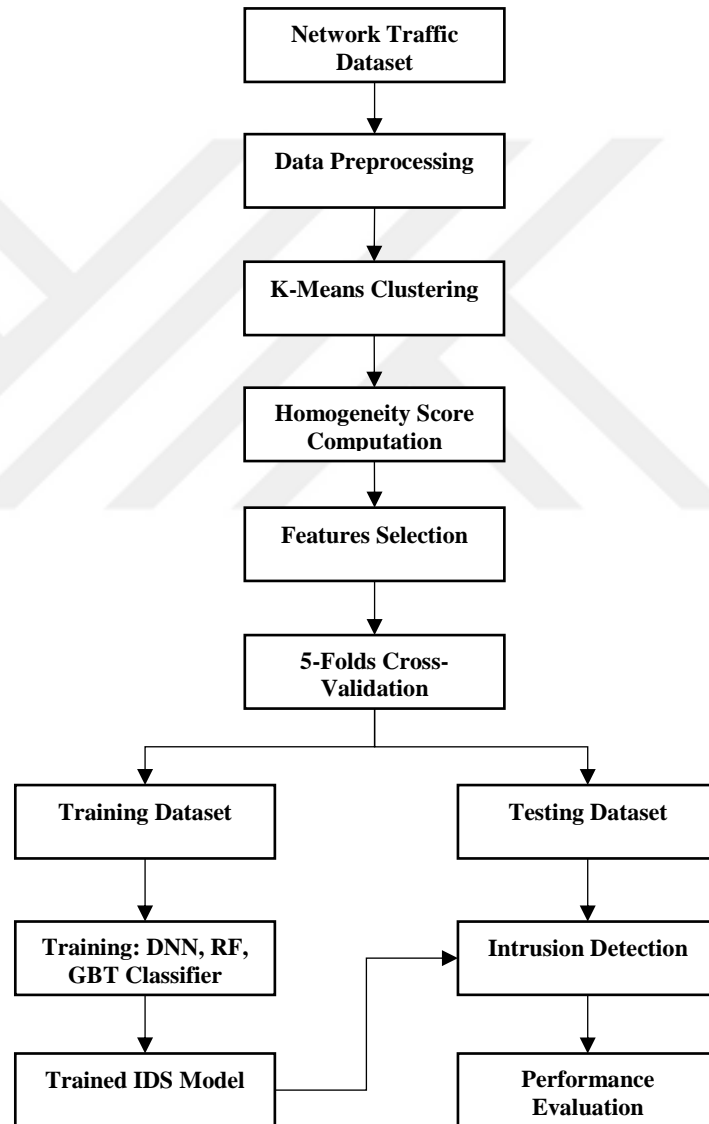 Network Traffic
Dataset
Data Preprocessing
K-Means Clustering
Homogeneity Score
Computation
Features Selection
5-Folds Cross-
Validation
Training Dataset
Testing Dataset
Training: DNN, RF,
GBT Classifier
Intrusion Detection
Trained IDS Model
Performance
Evaluation